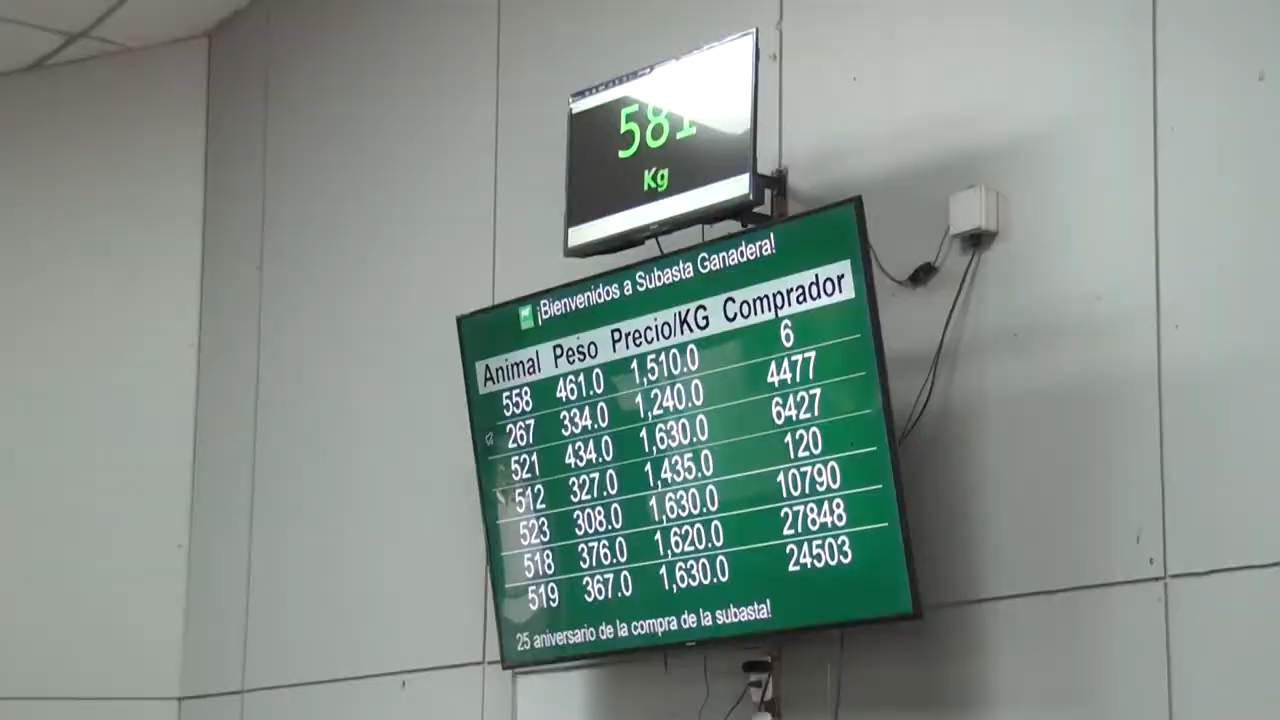 581
Kg
¡Bienvenidos a Subasta Ganadera!
Animal Peso Precio/KG Comprador
558 461.0 1,510.0 6
267 334.0 1,240.0 4477
521 434.0 1,630.0 6427
512 327.0 1,435.0 120
523 308.0 1,630.0 10790
518 376.0 1,620.0 27848
519 367.0 1,630.0 24503
25 aniversario de la compra de la subasta!